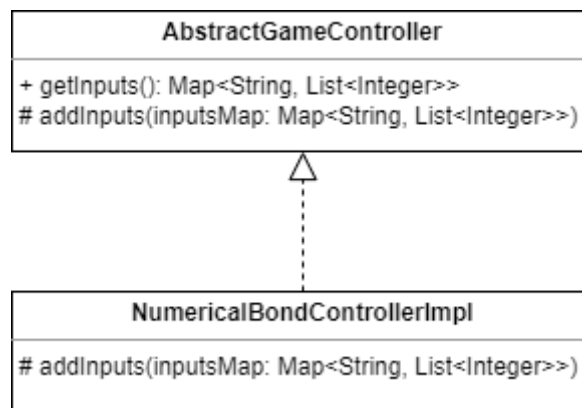 AbstractGameController
+ getInputs(): Map<String, List<Integer>>
# addInputs(inputsMap: Map<String, List<Integer>>)
NumericalBondControllerImpl
# addInputs(inputsMap: Map<String, List<Integer>>)